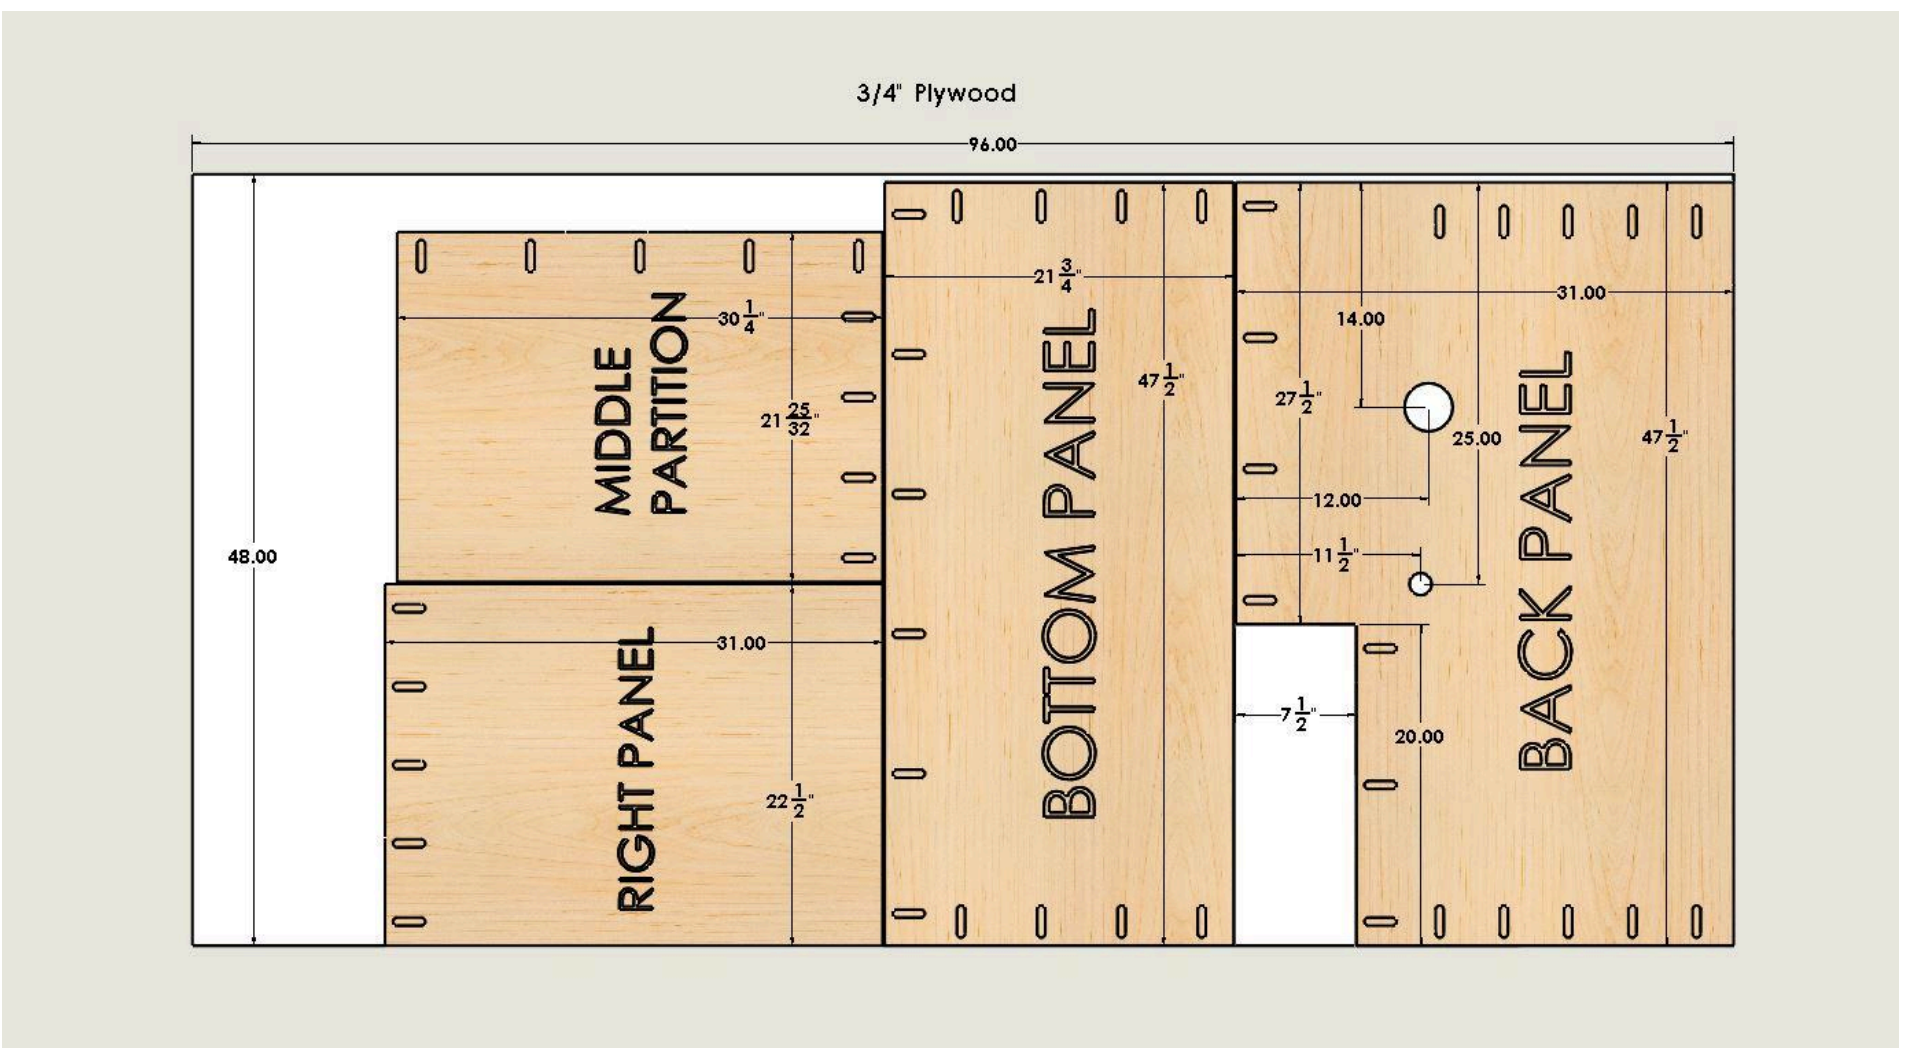 3/4" Plywood
96.00
48.00
MIDDLE
PARTITION
30 1/4"
21 25/32"
RIGHT PANEL
31.00
22 1/2"
BOTTOM PANEL
21 3/4"
47 1/2"
BACK PANEL
31.00
14.00
27 1/2"
25.00
47 1/2"
12.00
11 1/2"
7 1/2"
20.00